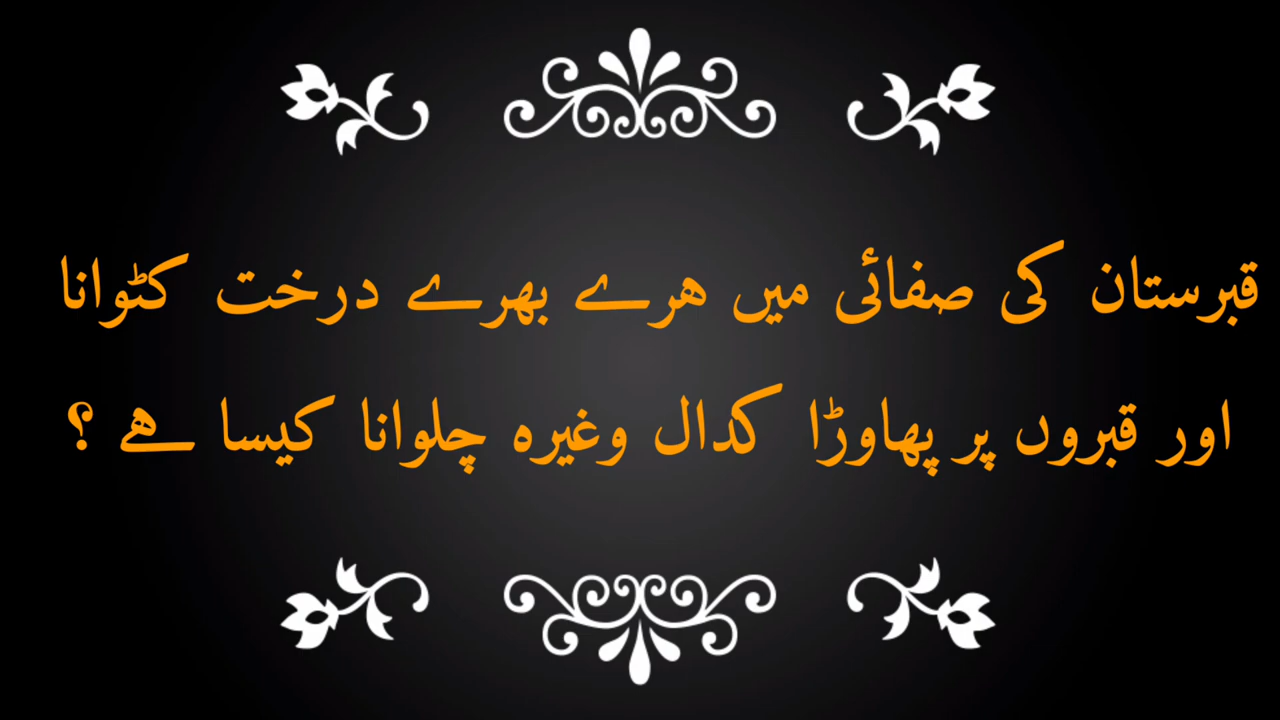 قبرستان کی صفائی میں ہرے بھرے درخت کٹوانا
اور قبروں پر پھاوڑا کدال وغیرہ چلوانا کیسا ہے ؟